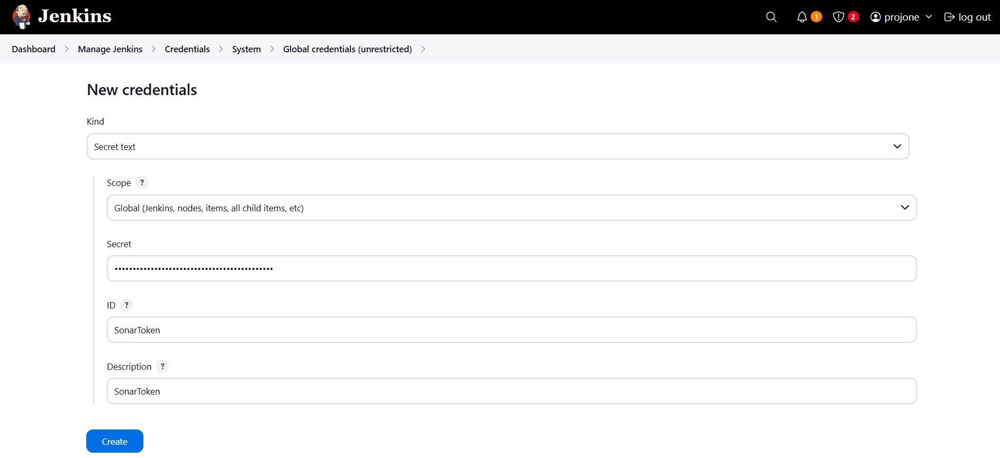 Jenkins
1
2
projone
log out
Dashboard
Manage Jenkins
Credentials
System
Global credentials (unrestricted)
New credentials
Kind
Secret text
Scope ?
Global (Jenkins, nodes, items, all child items, etc)
Secret
••••••••••••••••••••••••••••••••••••••••••••
ID ?
SonarToken
Description ?
SonarToken
Create